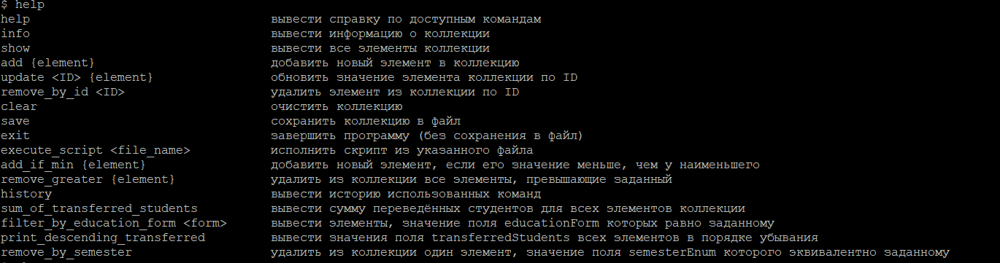 $ help
help вывести справку по доступным командам
info вывести информацию о коллекции
show вывести все элементы коллекции
add {element} добавить новый элемент в коллекцию
update <ID> {element} обновить значение элемента коллекции по ID
remove_by_id <ID> удалить элемент из коллекции по ID
clear очистить коллекцию
save сохранить коллекцию в файл
exit завершить программу (без сохранения в файл)
execute_script <file_name> исполнить скрипт из указанного файла
add_if_min {element} добавить новый элемент, если его значение меньше, чем у наименьшего
remove_greater {element} удалить из коллекции все элементы, превышающие заданный
history вывести историю использованных команд
sum_of_transferred_students вывести сумму переведённых студентов для всех элементов коллекции
filter_by_education_form <form> вывести элементы, значение поля educationForm которых равно заданному
print_descending_transferred вывести значения поля transferredStudents всех элементов в порядке убывания
remove_by_semester удалить из коллекции один элемент, значение поля semesterEnum которого эквивалентно заданному